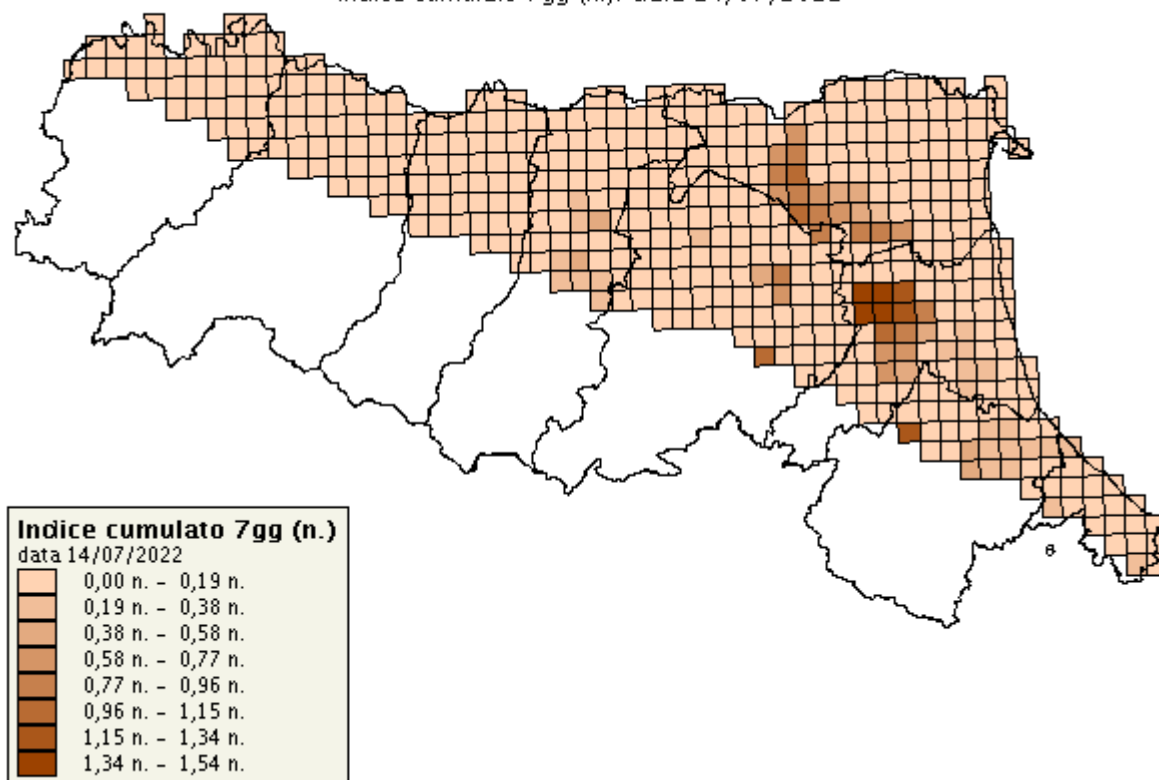 Indice cumulato 7gg (n.)
data 14/07/2022
0,00 n. - 0,19 n.
0,19 n. - 0,38 n.
0,38 n. - 0,58 n.
0,58 n. - 0,77 n.
0,77 n. - 0,96 n.
0,96 n. - 1,15 n.
1,15 n. - 1,34 n.
1,34 n. - 1,54 n.